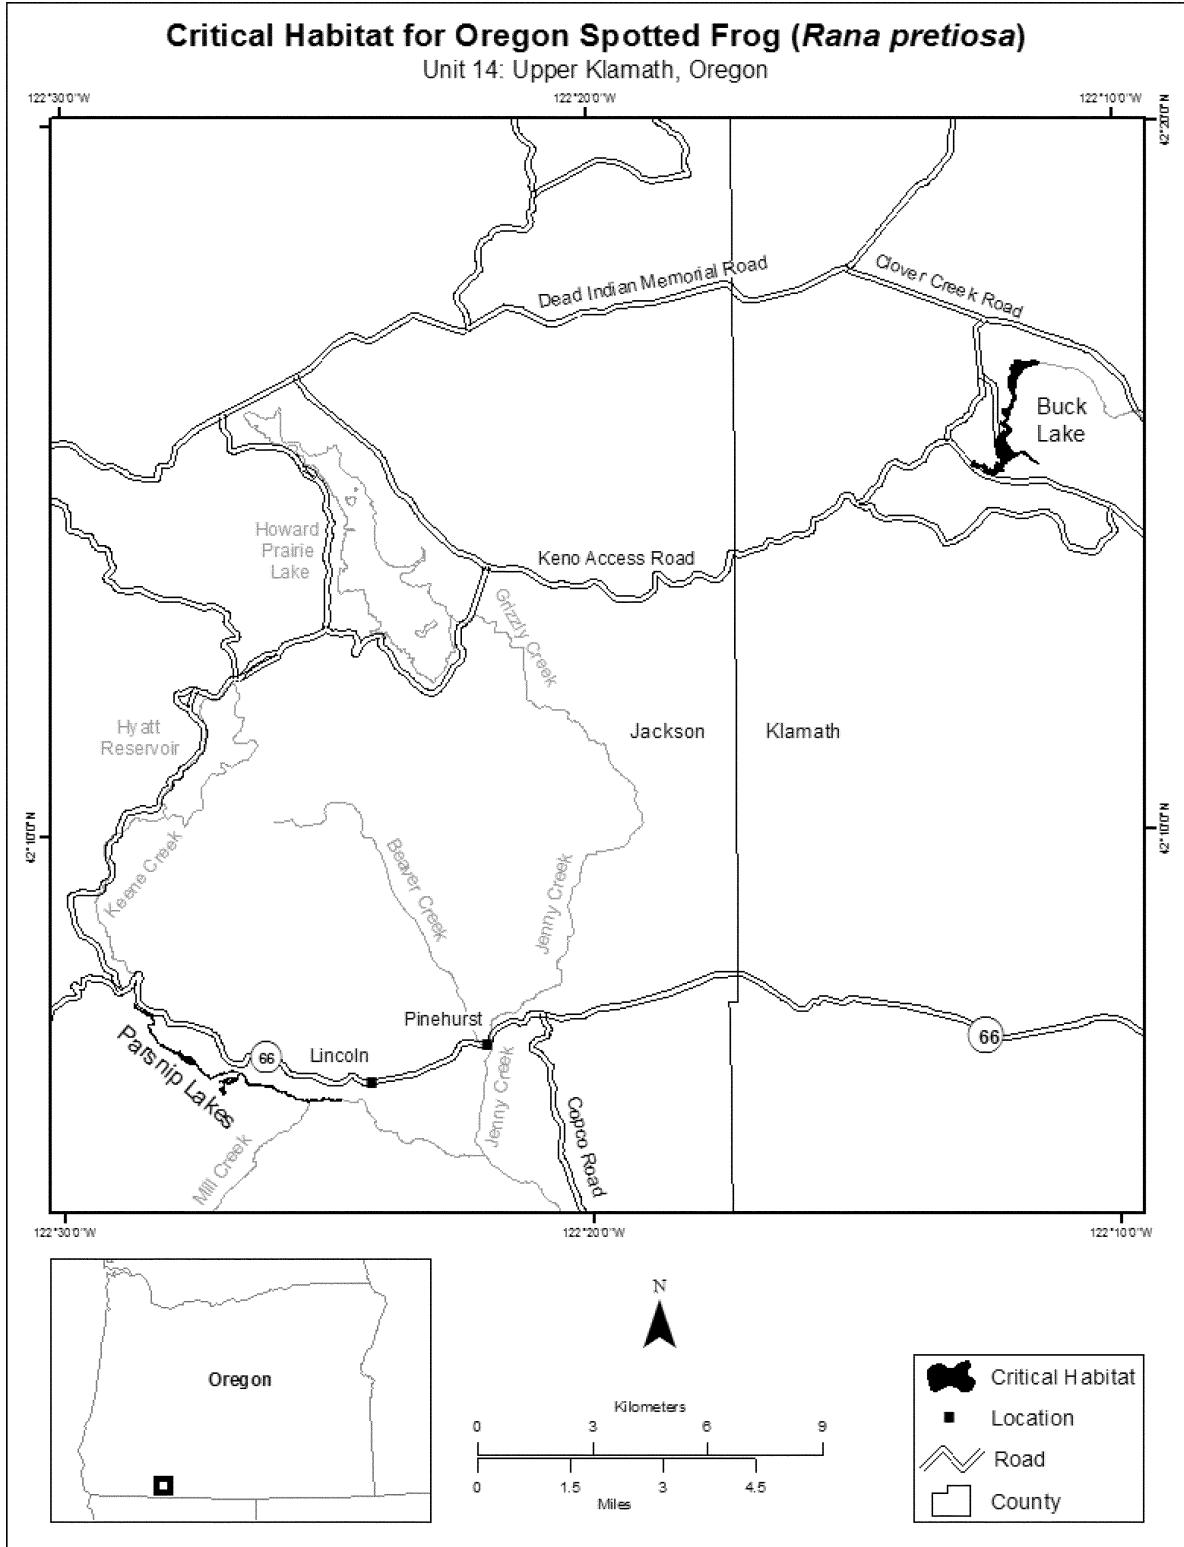 Critical Habitat for Oregon Spotted Frog (Rana pretiosa)
Unit 14: Upper Klamath, Oregon
122°30'0"W
122°20'0"W
122°10'0"W
42°20'0"N
Dead Indian Memorial Road
Clover Creek Road
Buck
Lake
Howard
Prairie
Lake
Keno Access Road
Grizzly Creek
Hyatt
Reservoir
Jackson
Klamath
42°10'0"N
42°10'0"N
Keene Creek
Beaver Creek
Jenny Creek
Pinehurst
66
66
Lincoln
Parsnip Lakes
Jenny Creek
Copco Road
Mill Creek
122°30'0"W
122°20'0"W
122°10'0"W
Oregon
N
Kilometers
0
3
6
9
0
1.5
3
4.5
Miles
Critical Habitat
Location
Road
County